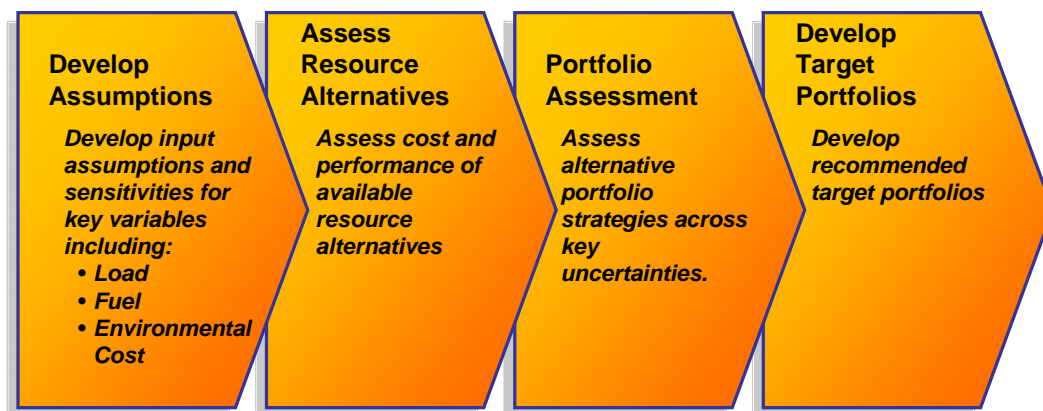 Develop
Assumptions
Develop input
assumptions and
sensitivities for
key variables
including:
• Load
• Fuel
• Environmental
Cost
Assess
Resource
Alternatives
Assess cost and
performance of
available
resource
alternatives
Portfolio
Assessment
Assess
alternative
portfolio
strategies across
key
uncertainties.
Develop
Target
Portfolios
Develop
recommended
target portfolios